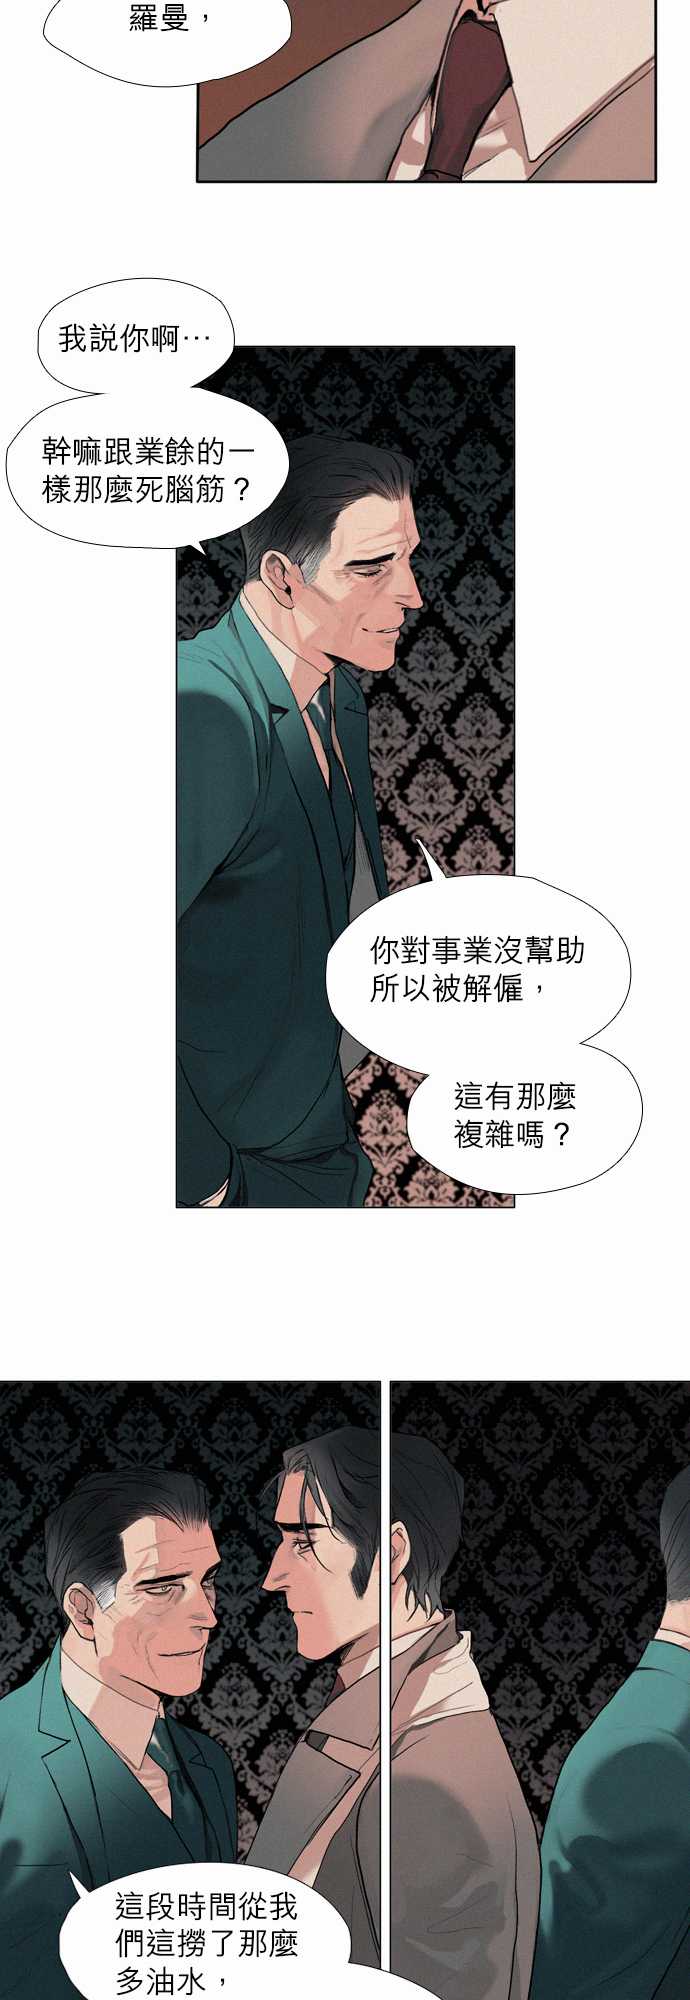 羅曼，
我説你啊…
幹嘛跟業餘的一
樣那麼死腦筋？
你對事業沒幫助
所以被解僱，
這有那麼
複雜嗎？
這段時間從我
們這撈了那麼
多油水，